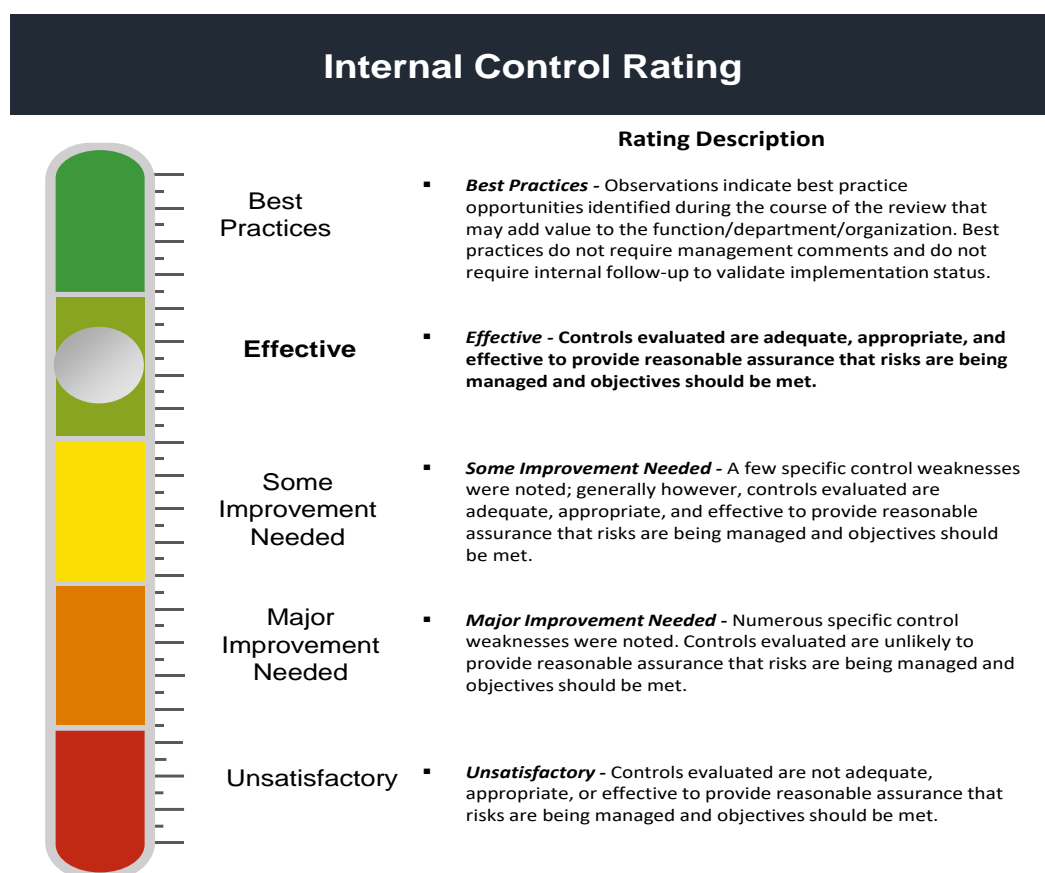 Internal Control Rating
Rating Description
Best
Practices
▪ Best Practices - Observations indicate best practice
opportunities identified during the course of the review that
may add value to the function/department/organization. Best
practices do not require management comments and do not
require internal follow-up to validate implementation status.
Effective
▪ Effective - Controls evaluated are adequate, appropriate, and
effective to provide reasonable assurance that risks are being
managed and objectives should be met.
Some
Improvement
Needed
▪ Some Improvement Needed - A few specific control weaknesses
were noted; generally however, controls evaluated are
adequate, appropriate, and effective to provide reasonable
assurance that risks are being managed and objectives should
be met.
Major
Improvement
Needed
▪ Major Improvement Needed - Numerous specific control
weaknesses were noted. Controls evaluated are unlikely to
provide reasonable assurance that risks are being managed and
objectives should be met.
Unsatisfactory
▪ Unsatisfactory - Controls evaluated are not adequate,
appropriate, or effective to provide reasonable assurance that
risks are being managed and objectives should be met.